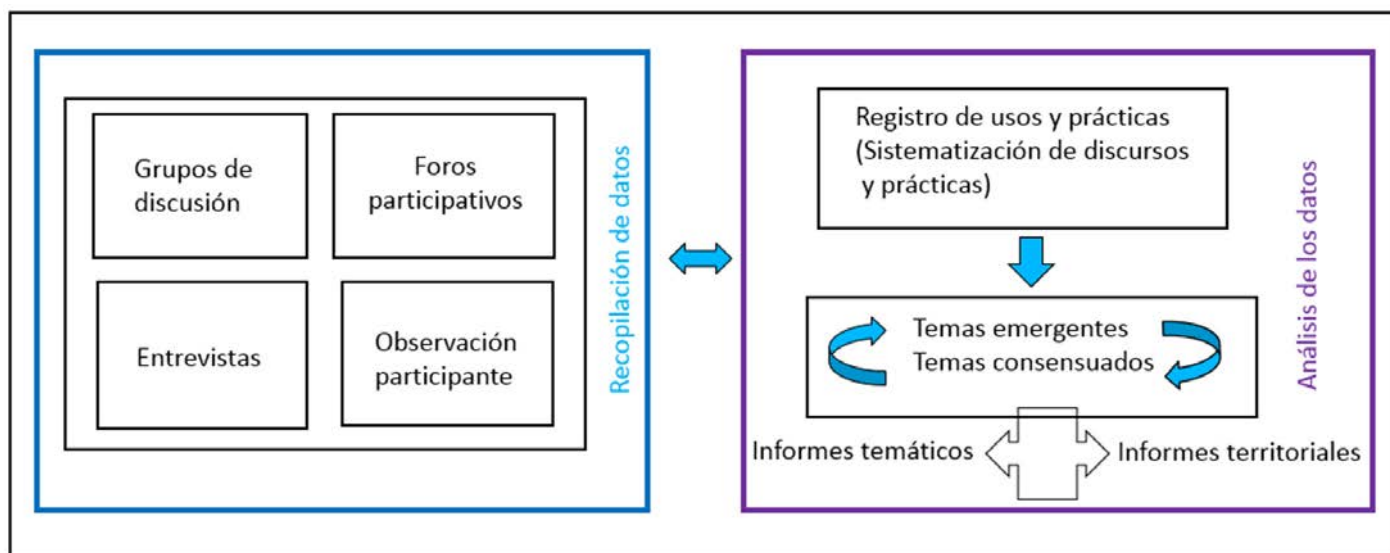 Grupos de
discusión
Foros
participativos
Entrevistas
Observación
participante
Recopilación de datos
Registro de usos y prácticas
(Sistematización de discursos
y prácticas)
Temas emergentes
Temas consensuados
Informes temáticos
Informes territoriales
Análisis de los datos